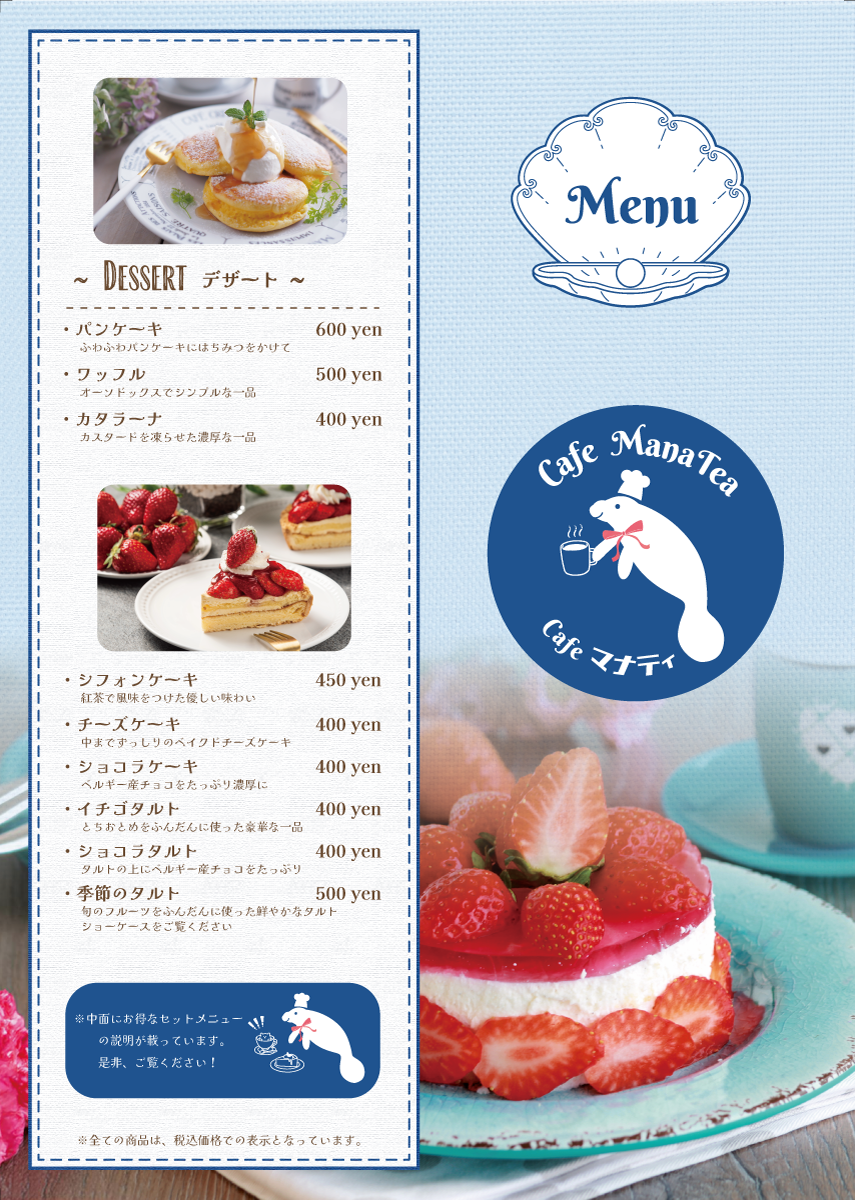 ~ DESSERT デザート ~
・パンケーキ 600 yen
ふわふわパンケーキにはちみつをかけて
・ワッフル 500 yen
オーソドックスでシンプルな一品
・カタラーナ 400 yen
カスタードを凍らせた濃厚な一品
・シフォンケーキ 450 yen
紅茶で風味をつけた優しい味わい
・チーズケーキ 400 yen
中までずっしりのベイクドチーズケーキ
・ショコラケーキ 400 yen
ベルギー産チョコをたっぷり濃厚に
・イチゴタルト 400 yen
とちおとめをふんだんに使った豪華な一品
・ショコラタルト 400 yen
タルトの上にベルギー産チョコをたっぷり
・季節のタルト 500 yen
旬のフルーツをふんだんに使った鮮やかなタルト
ショーケースをご覧ください
※中面にお得なセットメニュー
の説明が載っています。
是非、ご覧ください！
※全ての商品は、税込価格での表示となっています。
Menu
Cafe ManaTea
Cafe マナティ